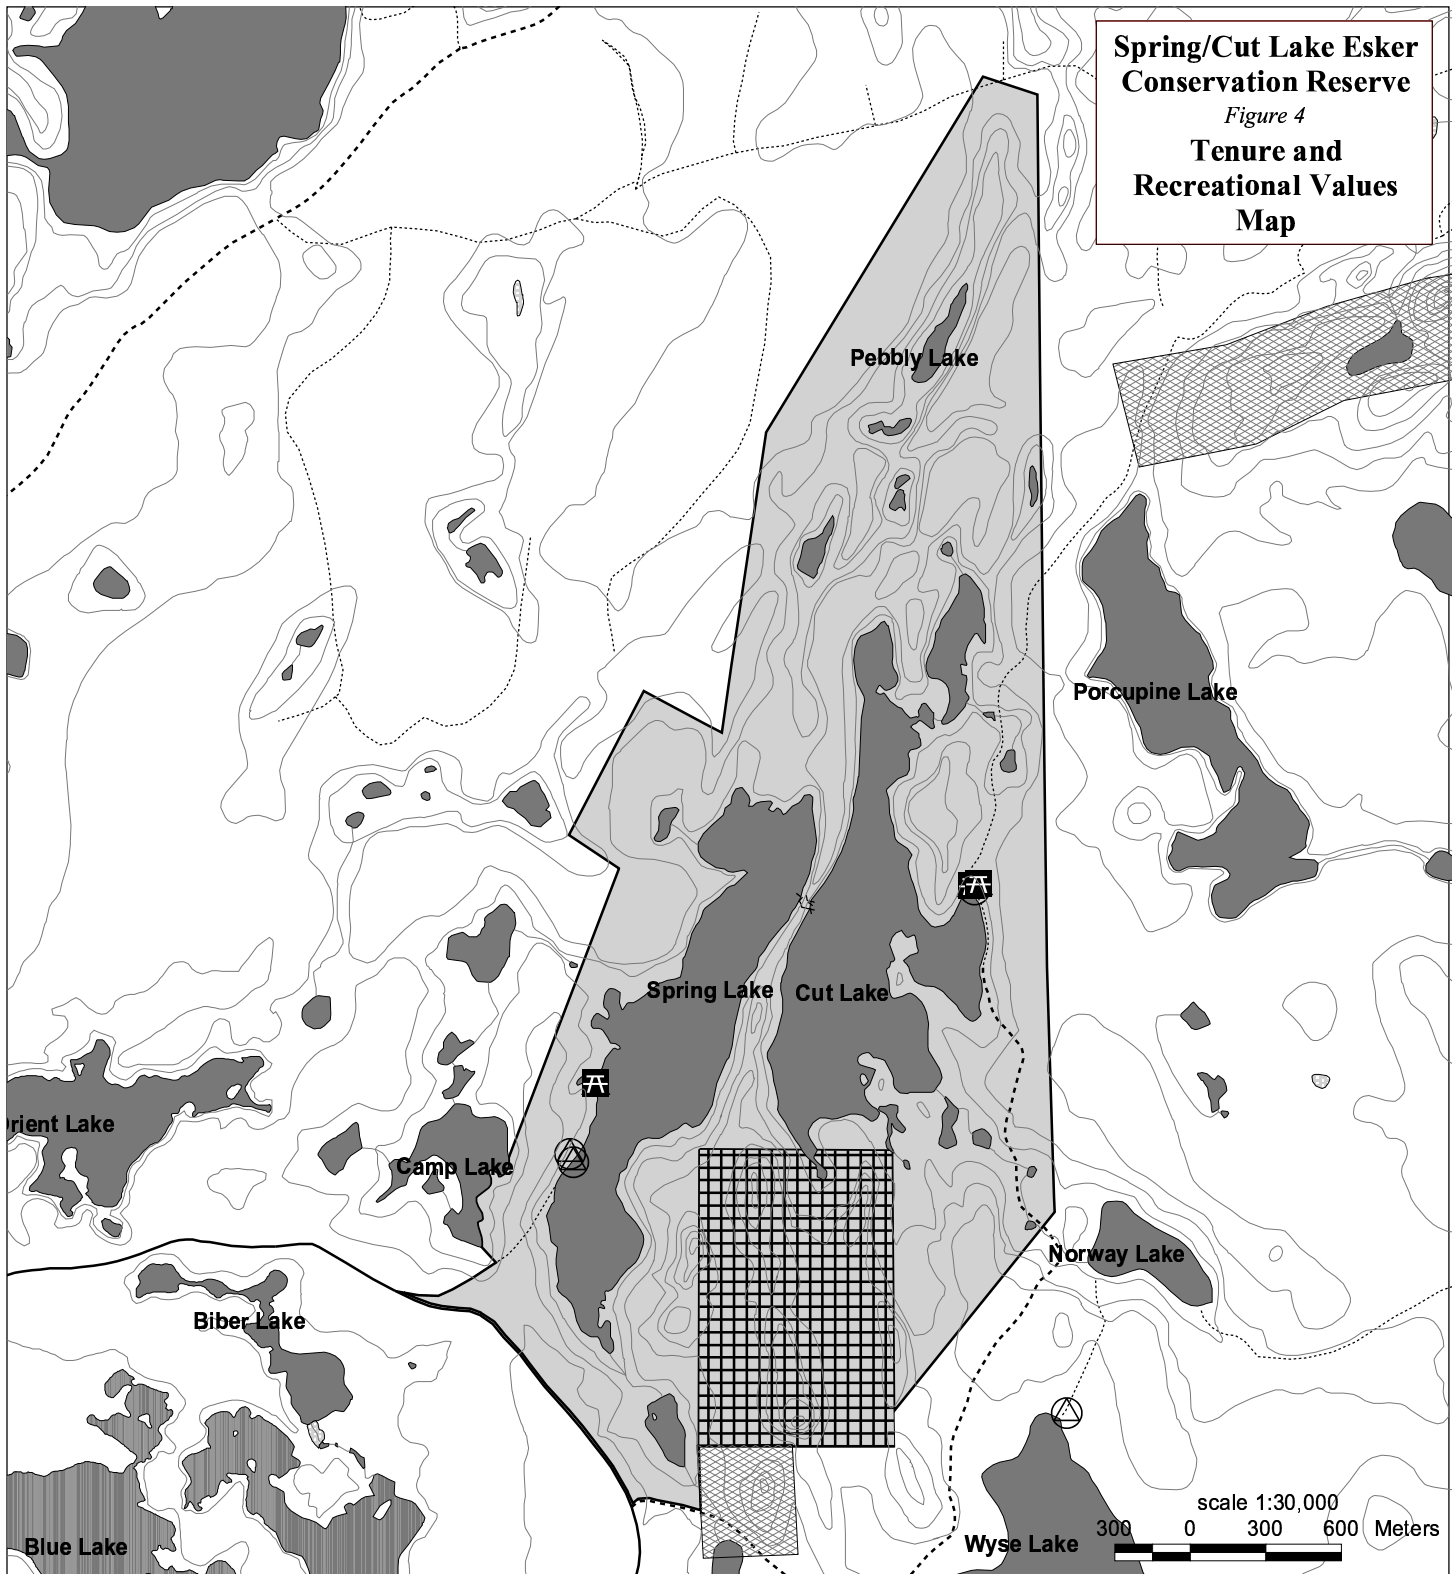 Spring/Cut Lake Esker
Conservation Reserve
Figure 4
Tenure and
Recreational Values
Map
Pebbly Lake
Porcupine Lake
Spring Lake
Cut Lake
rient Lake
Camp Lake
Norway Lake
Biber Lake
Blue Lake
Wyse Lake
scale 1:30,000
300 0 300 600 Meters